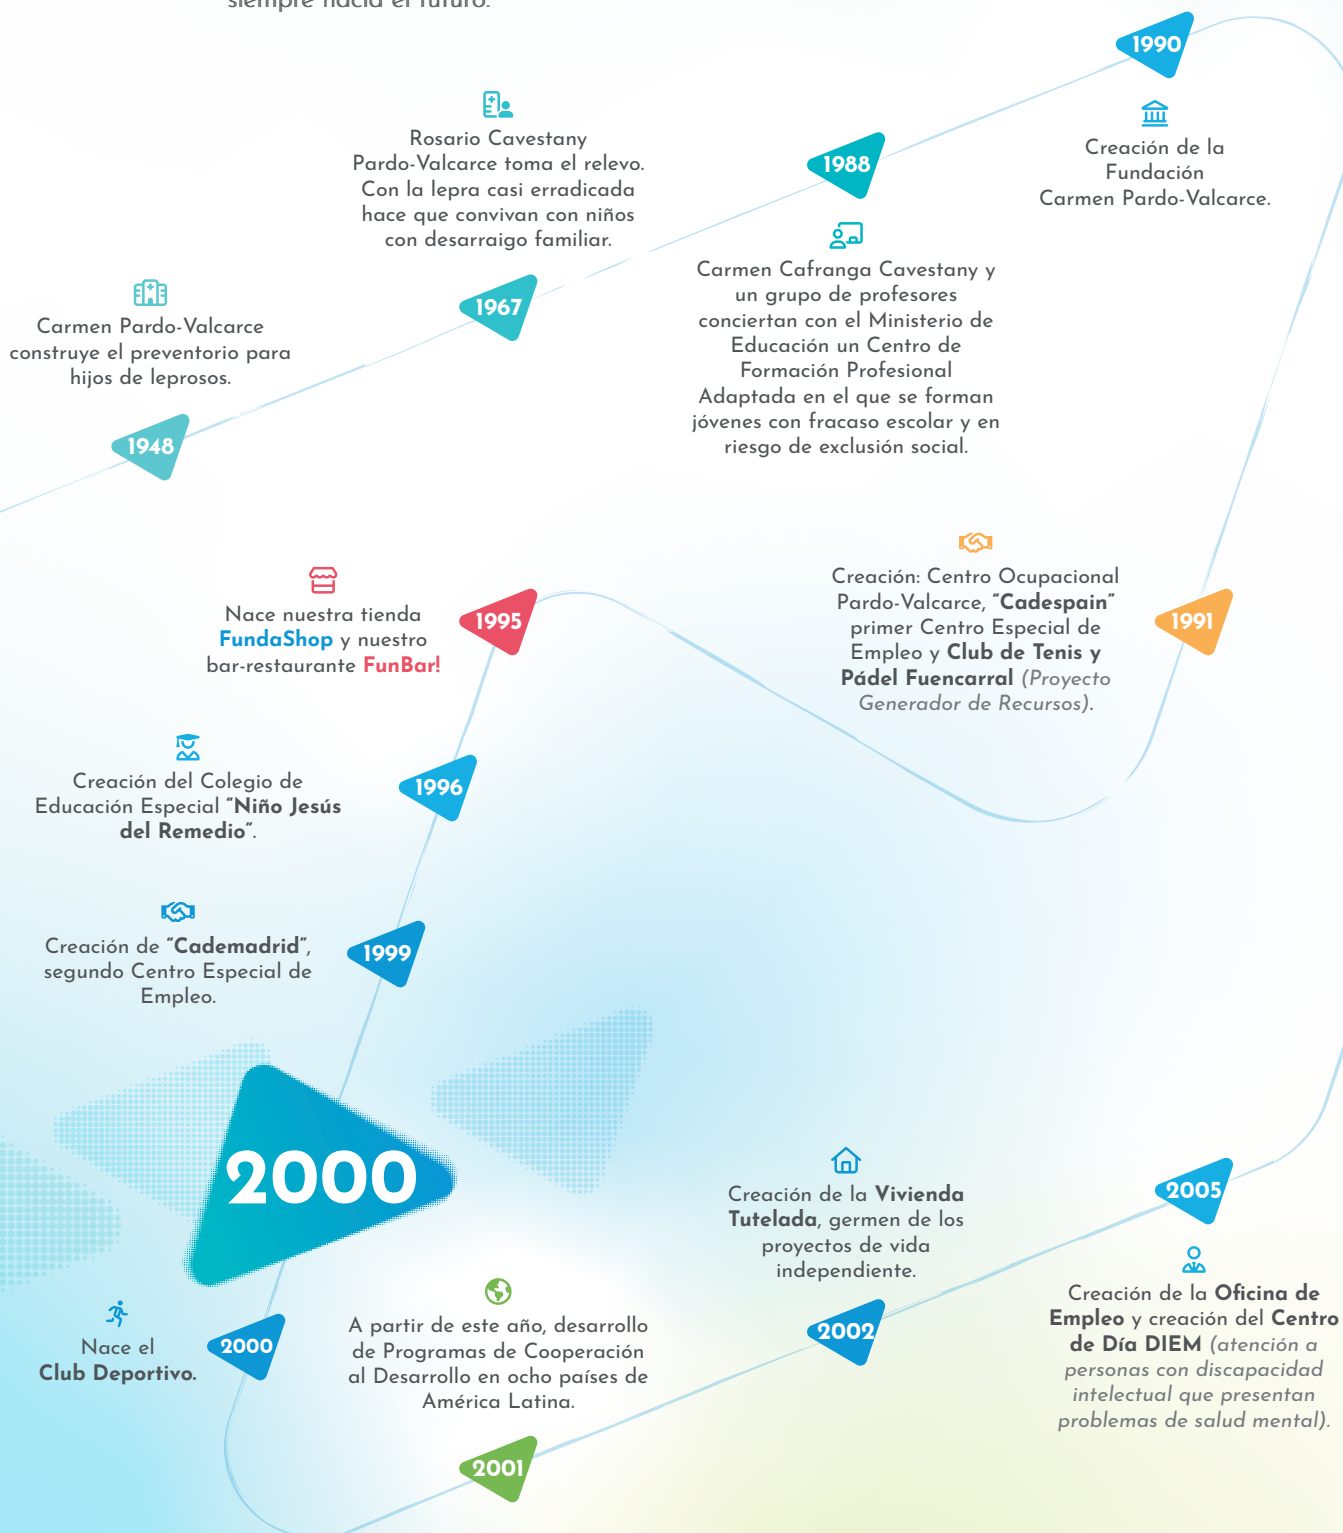 siempre hacia el futuro.
1948
Carmen Pardo-Valcarce
construye el preventorio para
hijos de leprosos.
1967
Rosario Cavestany
Pardo-Valcarce toma el relevo.
Con la lepra casi erradicada
hace que convivan con niños
con desarraigo familiar.
1988
Carmen Cafranga Cavestany y
un grupo de profesores
conciertan con el Ministerio de
Educación un Centro de
Formación Profesional
Adaptada en el que se forman
jóvenes con fracaso escolar y en
riesgo de exclusión social.
1990
Creación de la
Fundación
Carmen Pardo-Valcarce.
1991
Creación: Centro Ocupacional
Pardo-Valcarce, “Cadespain”
primer Centro Especial de
Empleo y Club de Tenis y
Pádel Fuencarral (Proyecto
Generador de Recursos).
1995
Nace nuestra tienda
FundaShop y nuestro
bar-restaurante FunBar!
1996
Creación del Colegio de
Educación Especial “Niño Jesús
del Remedio”.
1999
Creación de “Cademadrid”,
segundo Centro Especial de
Empleo.
2000
2000
Nace el
Club Deportivo.
2001
A partir de este año, desarrollo
de Programas de Cooperación
al Desarrollo en ocho países de
América Latina.
2002
Creación de la Vivienda
Tutelada, germen de los
proyectos de vida
independiente.
2005
Creación de la Oficina de
Empleo y creación del Centro
de Día DIEM (atención a
personas con discapacidad
intelectual que presentan
problemas de salud mental).